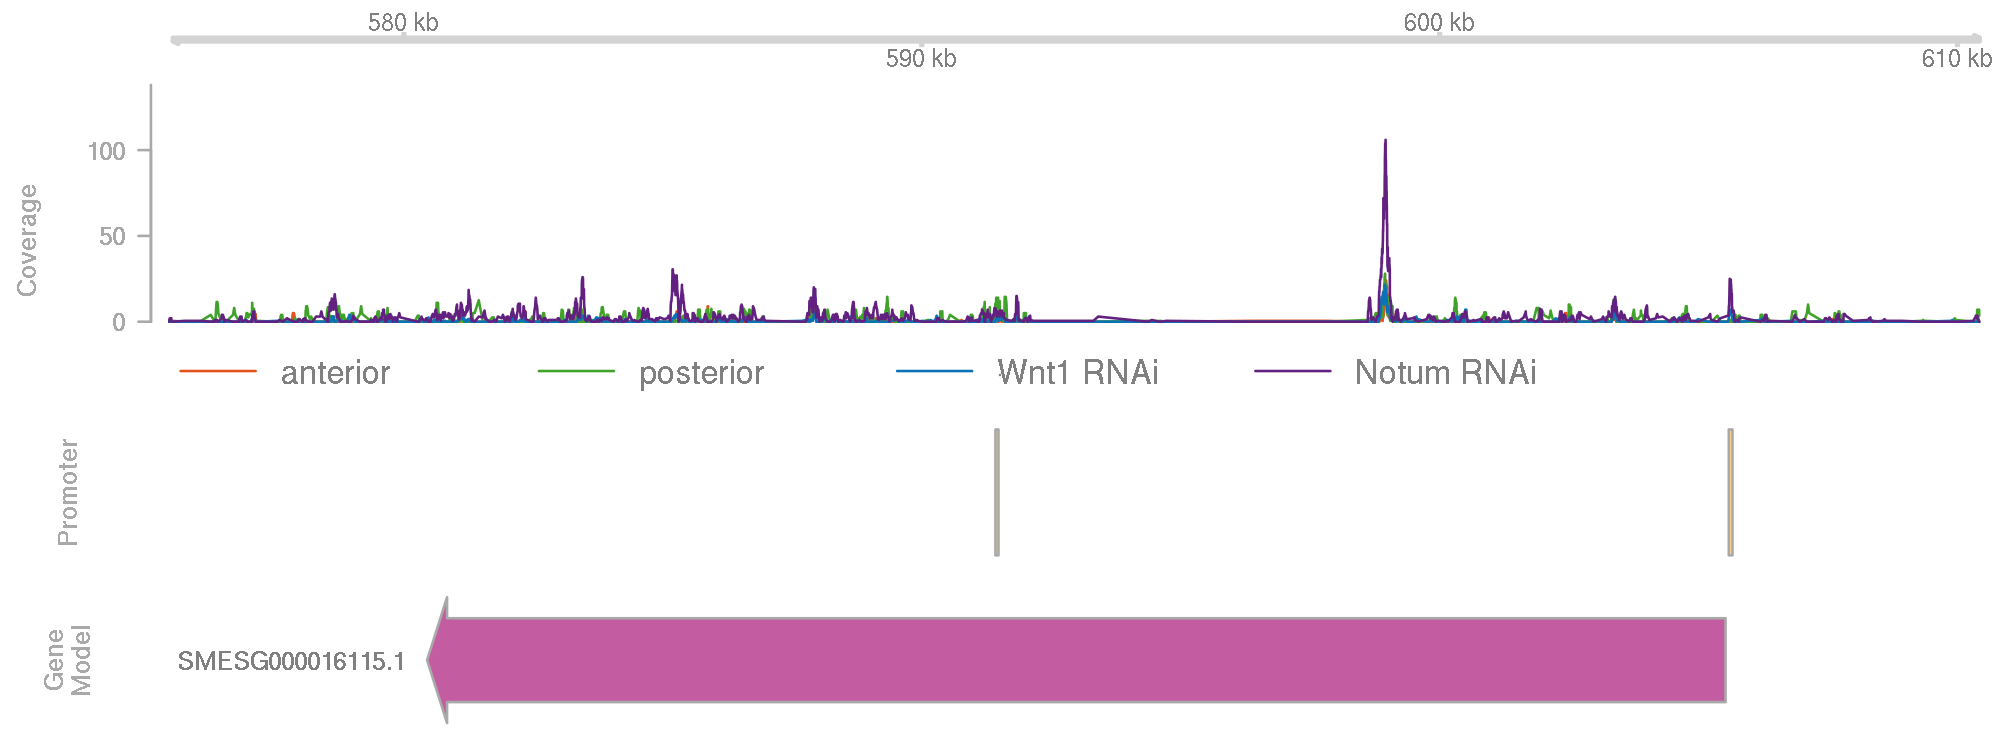 580 kb
600 kb
590 kb
610 kb
Coverage
100
50
0
anterior
posterior
Wnt1 RNAi
Notum RNAi
Promoter
Gene
Model
SMESG000016115.1